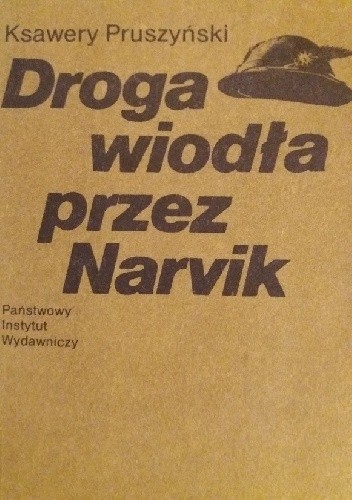 Ksawery Pruszyński
Droga
wiodła
przez
Narvik
Państwowy
Instytut
Wydawniczy